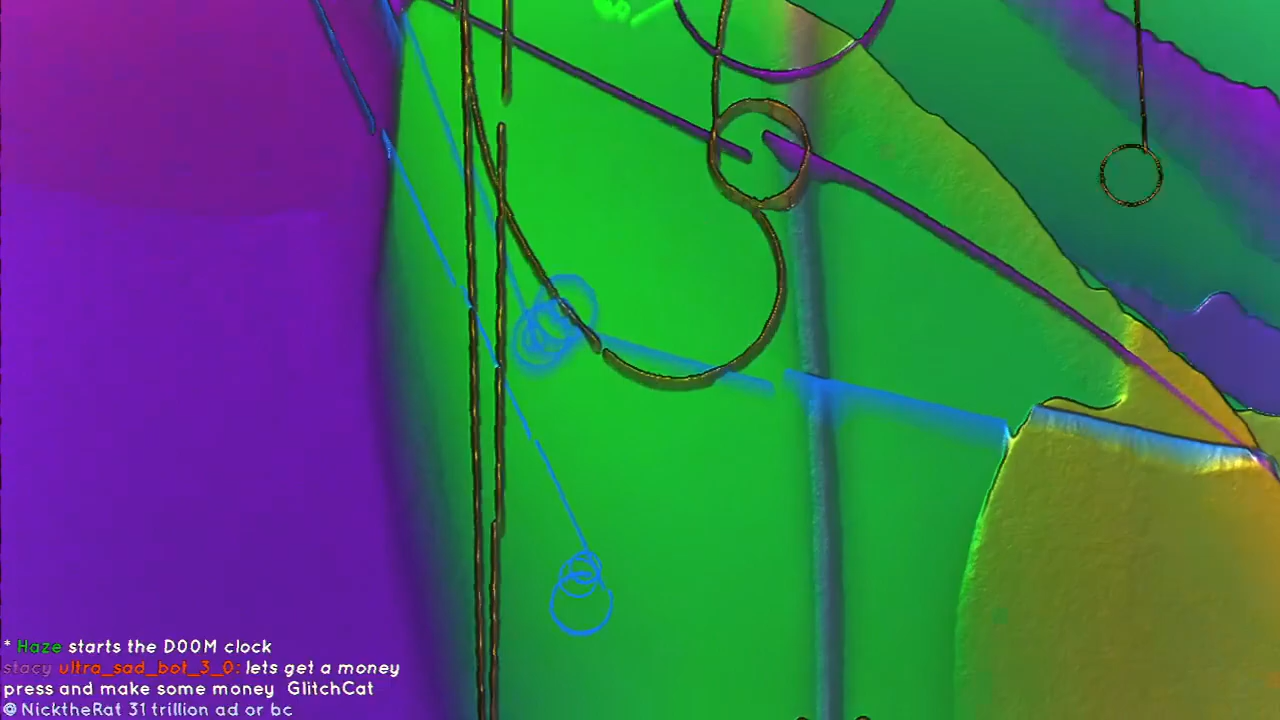 * Haze starts the D00M clock
stacy ultra_sad_bot_3_0: lets get a money
press and make some money GlitchCat
@NicktheRat 31 trillion ad or bc